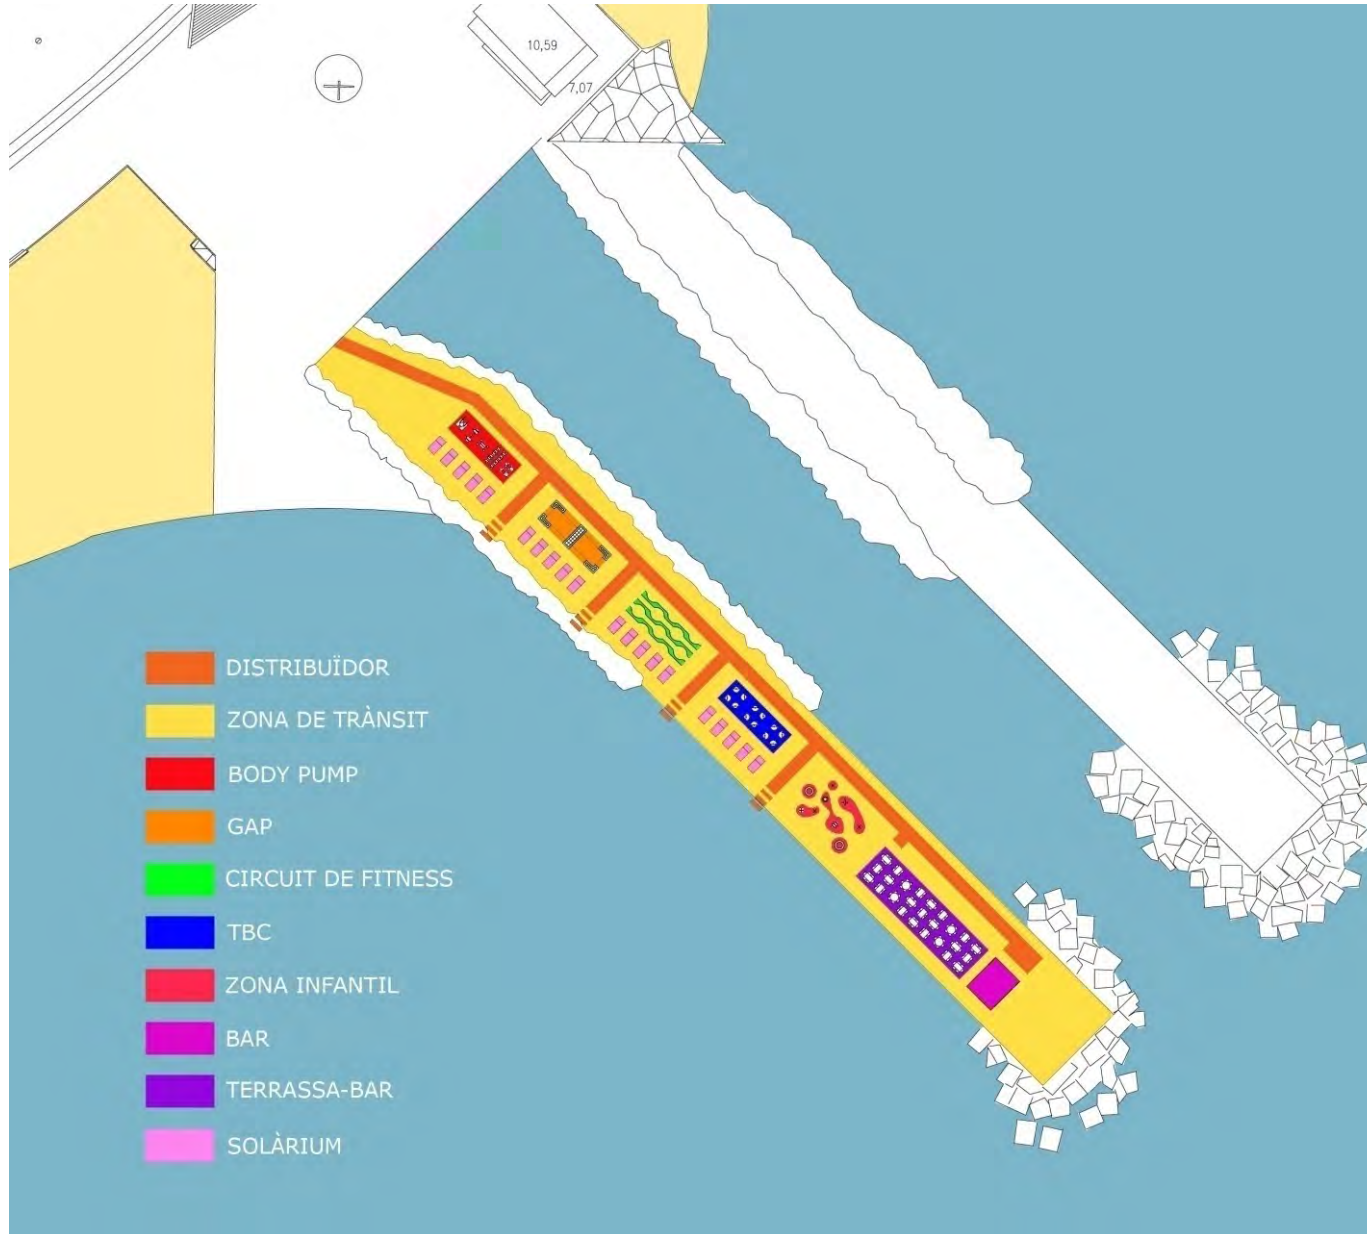 10,59
7,07
DISTRIBUÏDOR
ZONA DE TRÀNSIT
BODY PUMP
GAP
CIRCUIT DE FITNESS
TBC
ZONA INFANTIL
BAR
TERRASSA-BAR
SOLÀRIUM